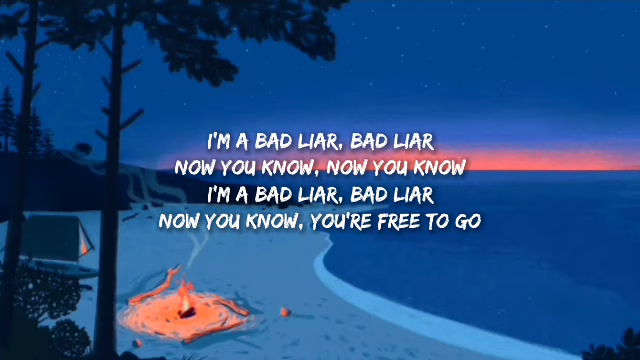 I'M A BAD LIAR, BAD LIAR
NOW YOU KNOW, NOW YOU KNOW
I'M A BAD LIAR, BAD LIAR
NOW YOU KNOW, YOU'RE FREE TO GO